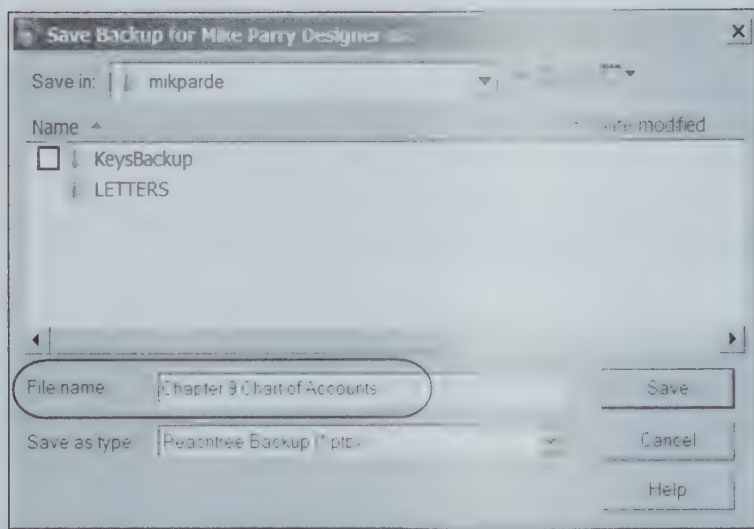 Save Backup for Mike Parry Designer
Save in: mikparde
Name modified
KeysBackup
LETTERS
File name Chapter 9 Chart of Accounts Save
Save as type Peachtree Backup (*.ptb) Cancel
Help